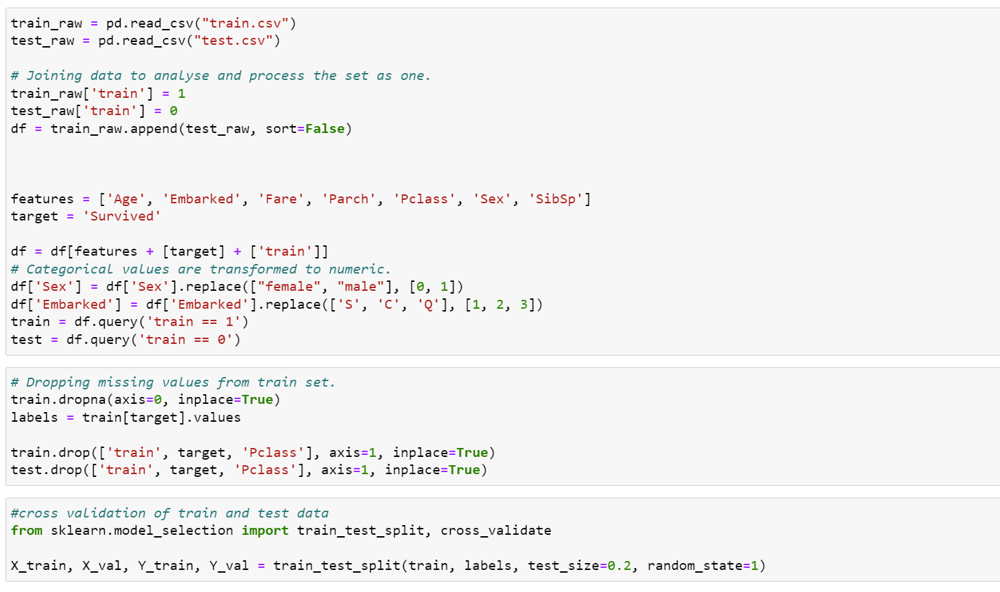 train_raw = pd.read_csv("train.csv")
test_raw = pd.read_csv("test.csv")
# Joining data to analyse and process the set as one.
train_raw['train'] = 1
test_raw['train'] = 0
df = train_raw.append(test_raw, sort=False)
features = ['Age', 'Embarked', 'Fare', 'Parch', 'Pclass', 'Sex', 'SibSp']
target = 'Survived'
df = df[features + [target] + ['train']]
# Categorical values are transformed to numeric.
df['Sex'] = df['Sex'].replace(["female", "male"], [0, 1])
df['Embarked'] = df['Embarked'].replace(['S', 'C', 'Q'], [1, 2, 3])
train = df.query('train == 1')
test = df.query('train == 0')
# Dropping missing values from train set.
train.dropna(axis=0, inplace=True)
labels = train[target].values
train.drop(['train', target, 'Pclass'], axis=1, inplace=True)
test.drop(['train', target, 'Pclass'], axis=1, inplace=True)
#cross validation of train and test data
from sklearn.model_selection import train_test_split, cross_validate
X_train, X_val, Y_train, Y_val = train_test_split(train, labels, test_size=0.2, random_state=1)